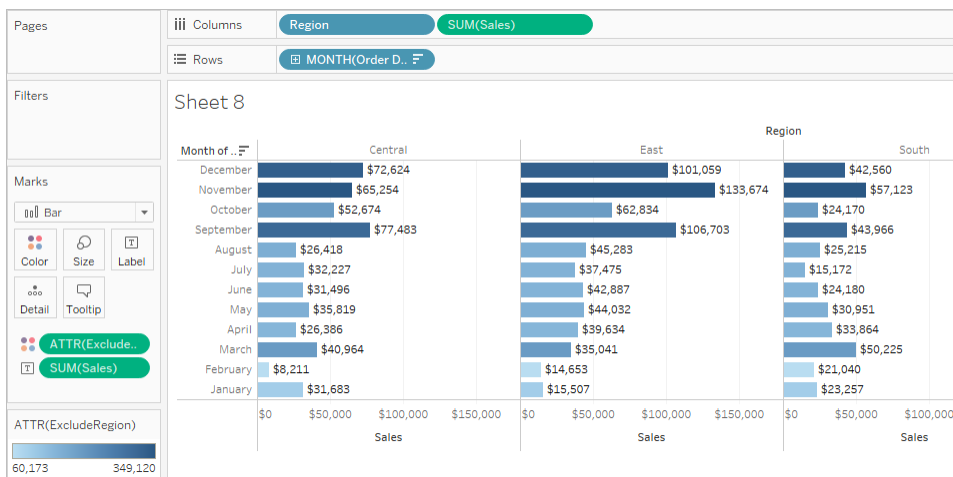 Pages
Columns
Region
SUM(Sales)
Rows
MONTH(Order D..
Filters
Sheet 8
Region
Month of ..
Central
East
South
December $72,624 $101,059 $42,560
November $65,254 $133,674 $57,123
October $52,674 $62,834 $24,170
September $77,483 $106,703 $43,966
August $26,418 $45,283 $25,215
July $32,227 $37,475 $15,172
June $31,496 $42,887 $24,180
May $35,819 $44,032 $30,951
April $26,386 $39,634 $33,864
March $40,964 $35,041 $50,225
February $8,211 $14,653 $21,040
January $31,683 $15,507 $23,257
$0 $50,000 $100,000 $150,000 $0 $50,000 $100,000 $150,000 $0 $50,000 $100,000
Sales Sales Sales
Marks
Bar
Color Size Label
Detail Tooltip
ATTR(Exclude..
SUM(Sales)
ATTR(ExcludeRegion)
60,173 349,120